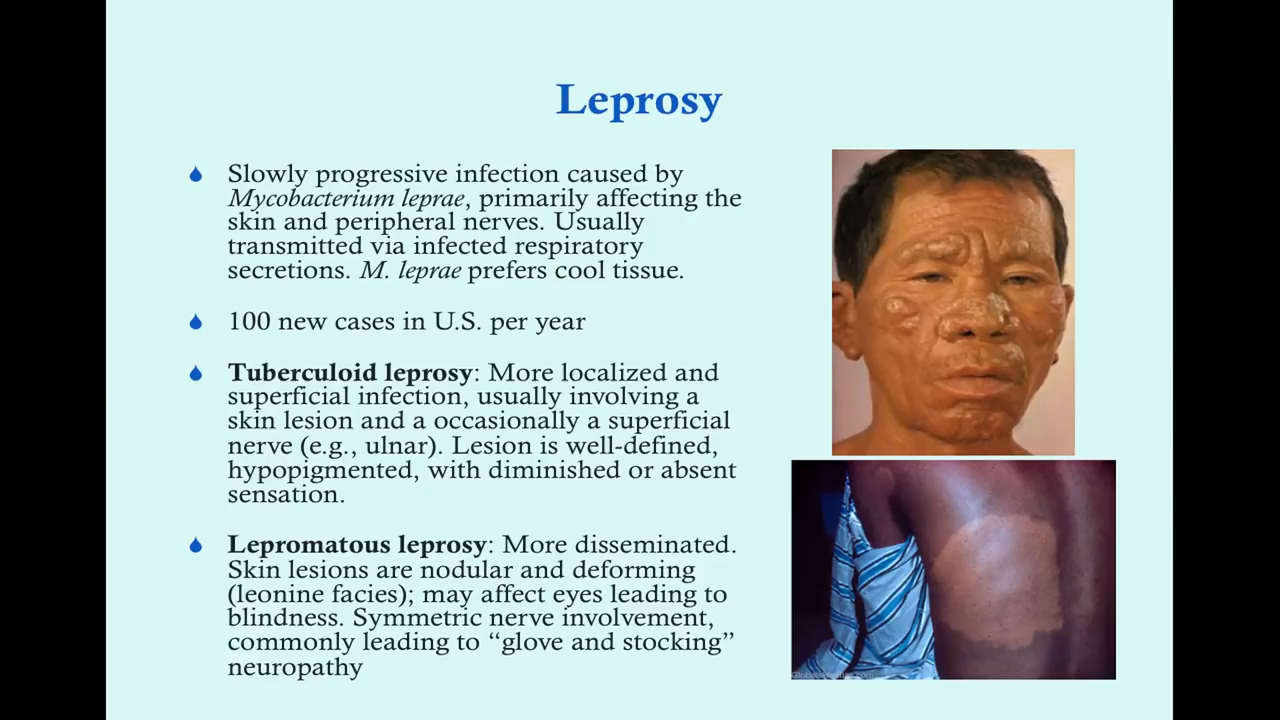 Leprosy
Slowly progressive infection caused by
Mycobacterium leprae, primarily affecting the
skin and peripheral nerves. Usually
transmitted via infected respiratory
secretions. M. leprae prefers cool tissue.
100 new cases in U.S. per year
Tuberculoid leprosy: More localized and
superficial infection, usually involving a
skin lesion and a occasionally a superficial
nerve (e.g., ulnar). Lesion is well-defined,
hypopigmented, with diminished or absent
sensation.
Lepromatous leprosy: More disseminated.
Skin lesions are nodular and deforming
(leonine facies); may affect eyes leading to
blindness. Symmetric nerve involvement,
commonly leading to “glove and stocking”
neuropathy